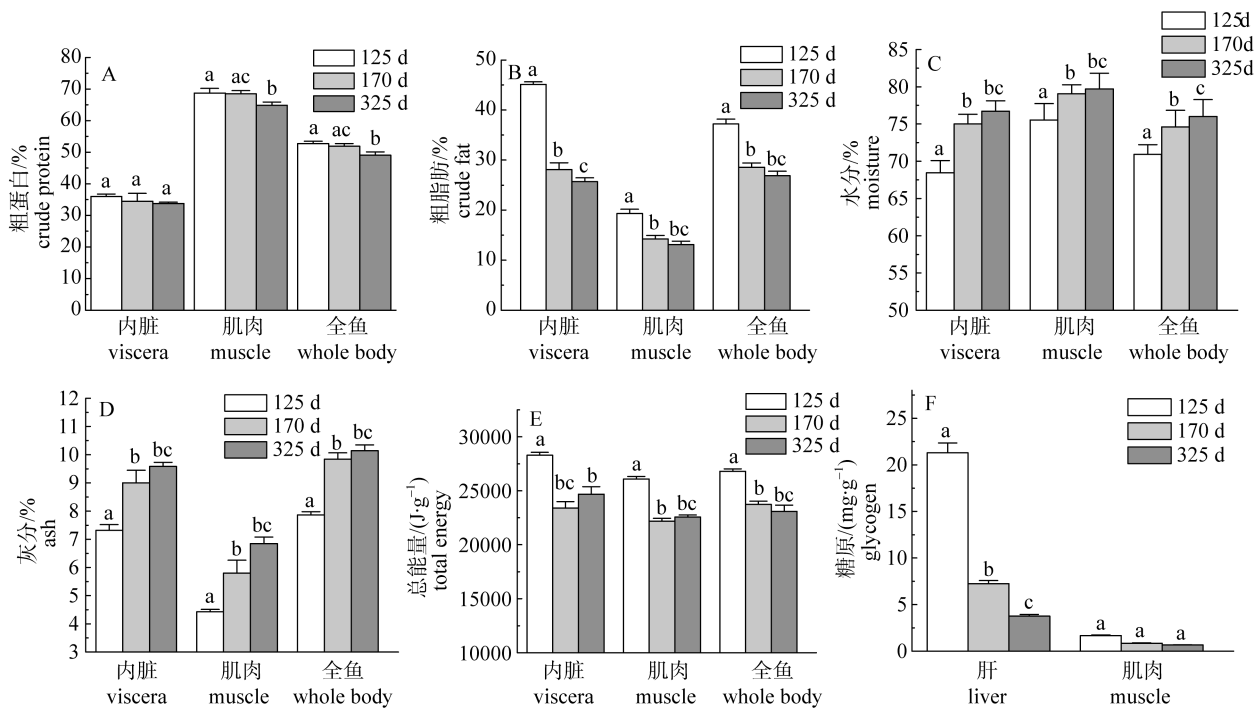 A
125 d
170 d
325 d
粗蛋白/%
crude protein
80
70
60
50
40
30
20
10
0
a a a
a ac b
a ac b
内脏 肌肉 全鱼
viscera muscle whole body
B
125 d
170 d
325 d
粗脂肪/%
crude fat
50
40
30
20
10
0
a b c
a b bc
a b bc
内脏 肌肉 全鱼
viscera muscle whole body
C
125d
170d
325d
水分/%
moisture
85
80
75
70
65
60
55
50
a b bc
a b bc
a b c
内脏 肌肉 全鱼
viscera muscle whole body
D
125 d
170 d
325 d
灰分/%
ash
12
11
10
9
8
7
6
5
4
3
a b bc
a b bc
a b bc
内脏 肌肉 全鱼
viscera muscle whole body
E
125 d
170 d
325 d
总能量/(J·g⁻¹)
total energy
30000
25000
22000
15000
10000
a bc b
a b bc
a b bc
内脏 肌肉 全鱼
viscera muscle whole body
F
125 d
170 d
325 d
糖原/(mg·g⁻¹)
glycogen
25
20
15
10
5
0
a b c
a a a
肝 肌肉
liver muscle